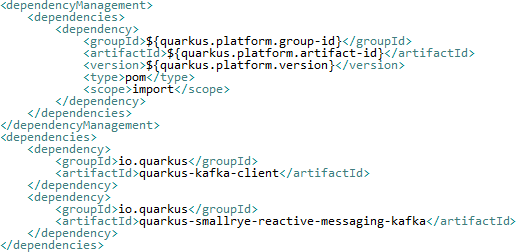 <dependencyManagement>
    <dependencies>
        <dependency>
            <groupId>${quarkus.platform.group-id}</groupId>
            <artifactId>${quarkus.platform.artifact-id}</artifactId>
            <version>${quarkus.platform.version}</version>
            <type>pom</type>
            <scope>import</scope>
        </dependency>
    </dependencies>
</dependencyManagement>
<dependencies>
    <dependency>
        <groupId>io.quarkus</groupId>
        <artifactId>quarkus-kafka-client</artifactId>
    </dependency>
    <dependency>
        <groupId>io.quarkus</groupId>
        <artifactId>quarkus-smallrye-reactive-messaging-kafka</artifactId>
    </dependency>
</dependencies>